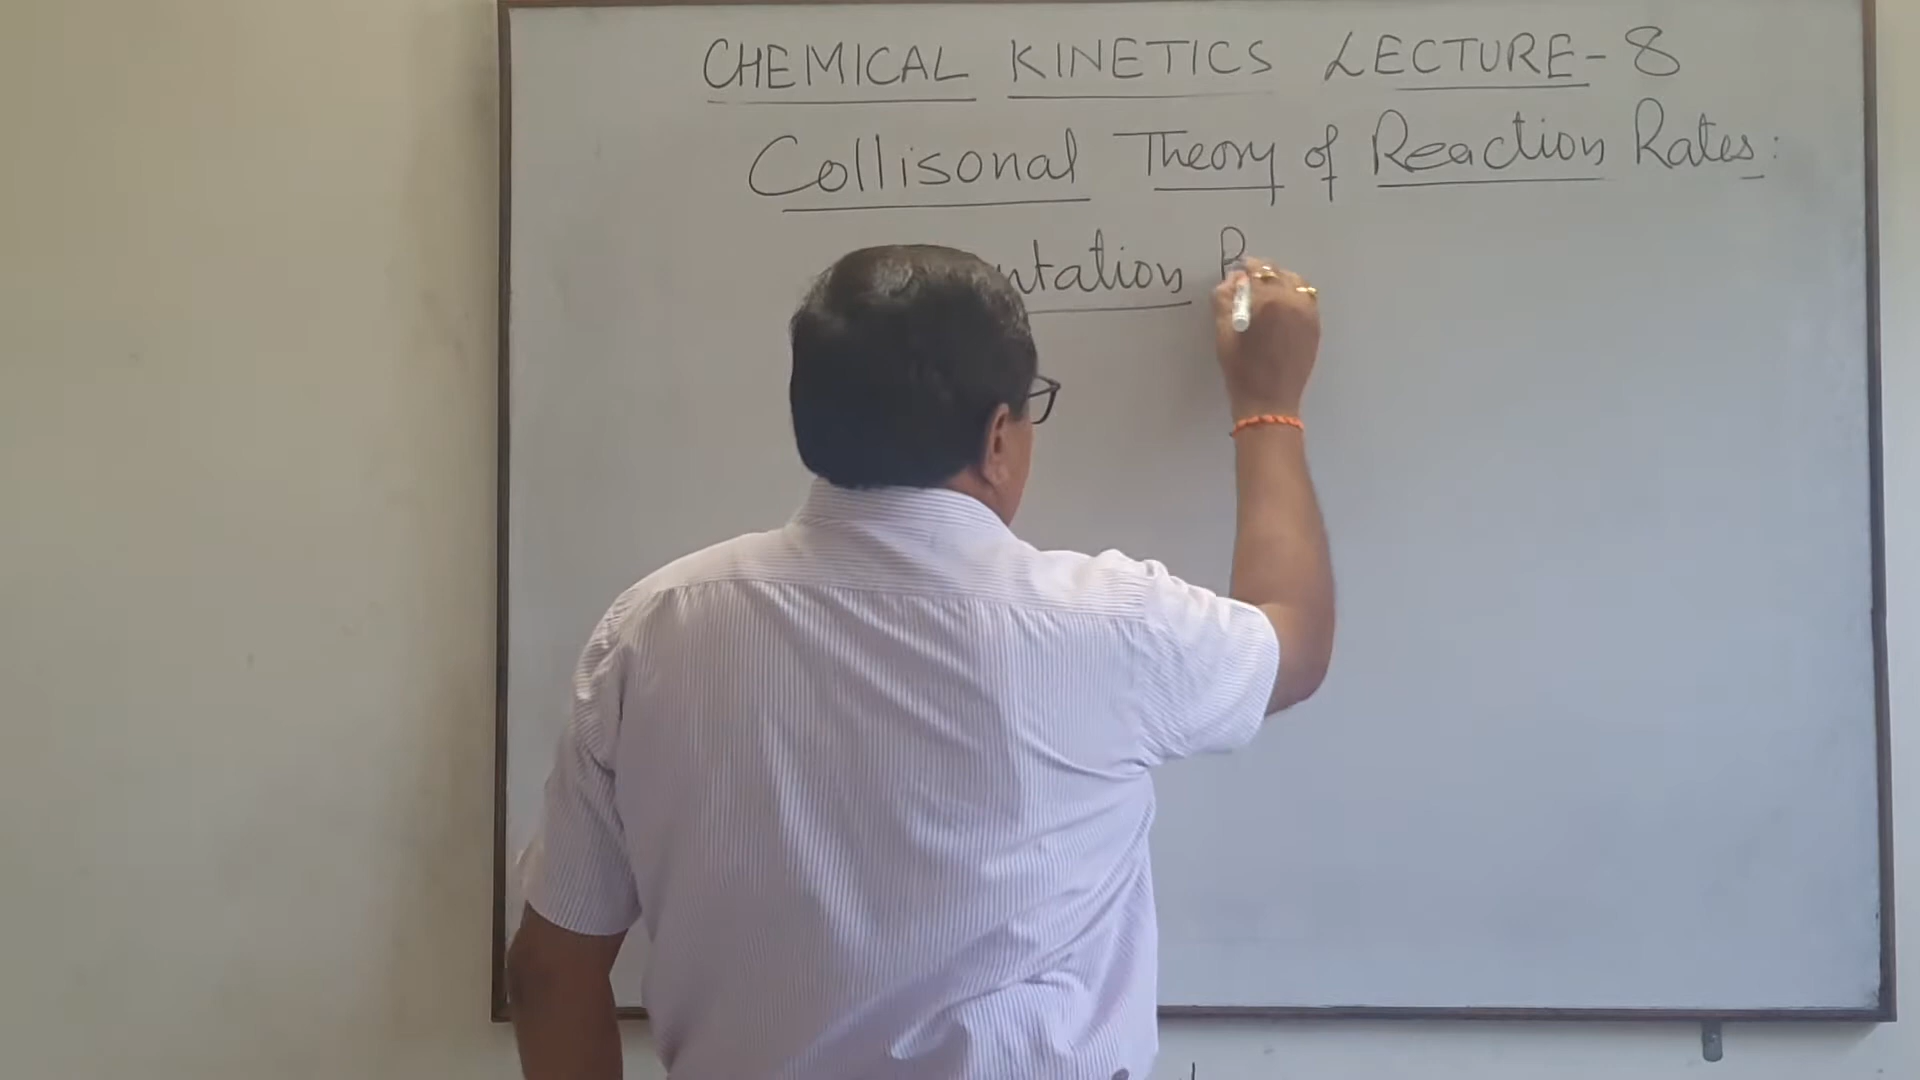 CHEMICAL KINETICS LECTURE-8
Collisonal Theory of Reaction Rates:
ntation B